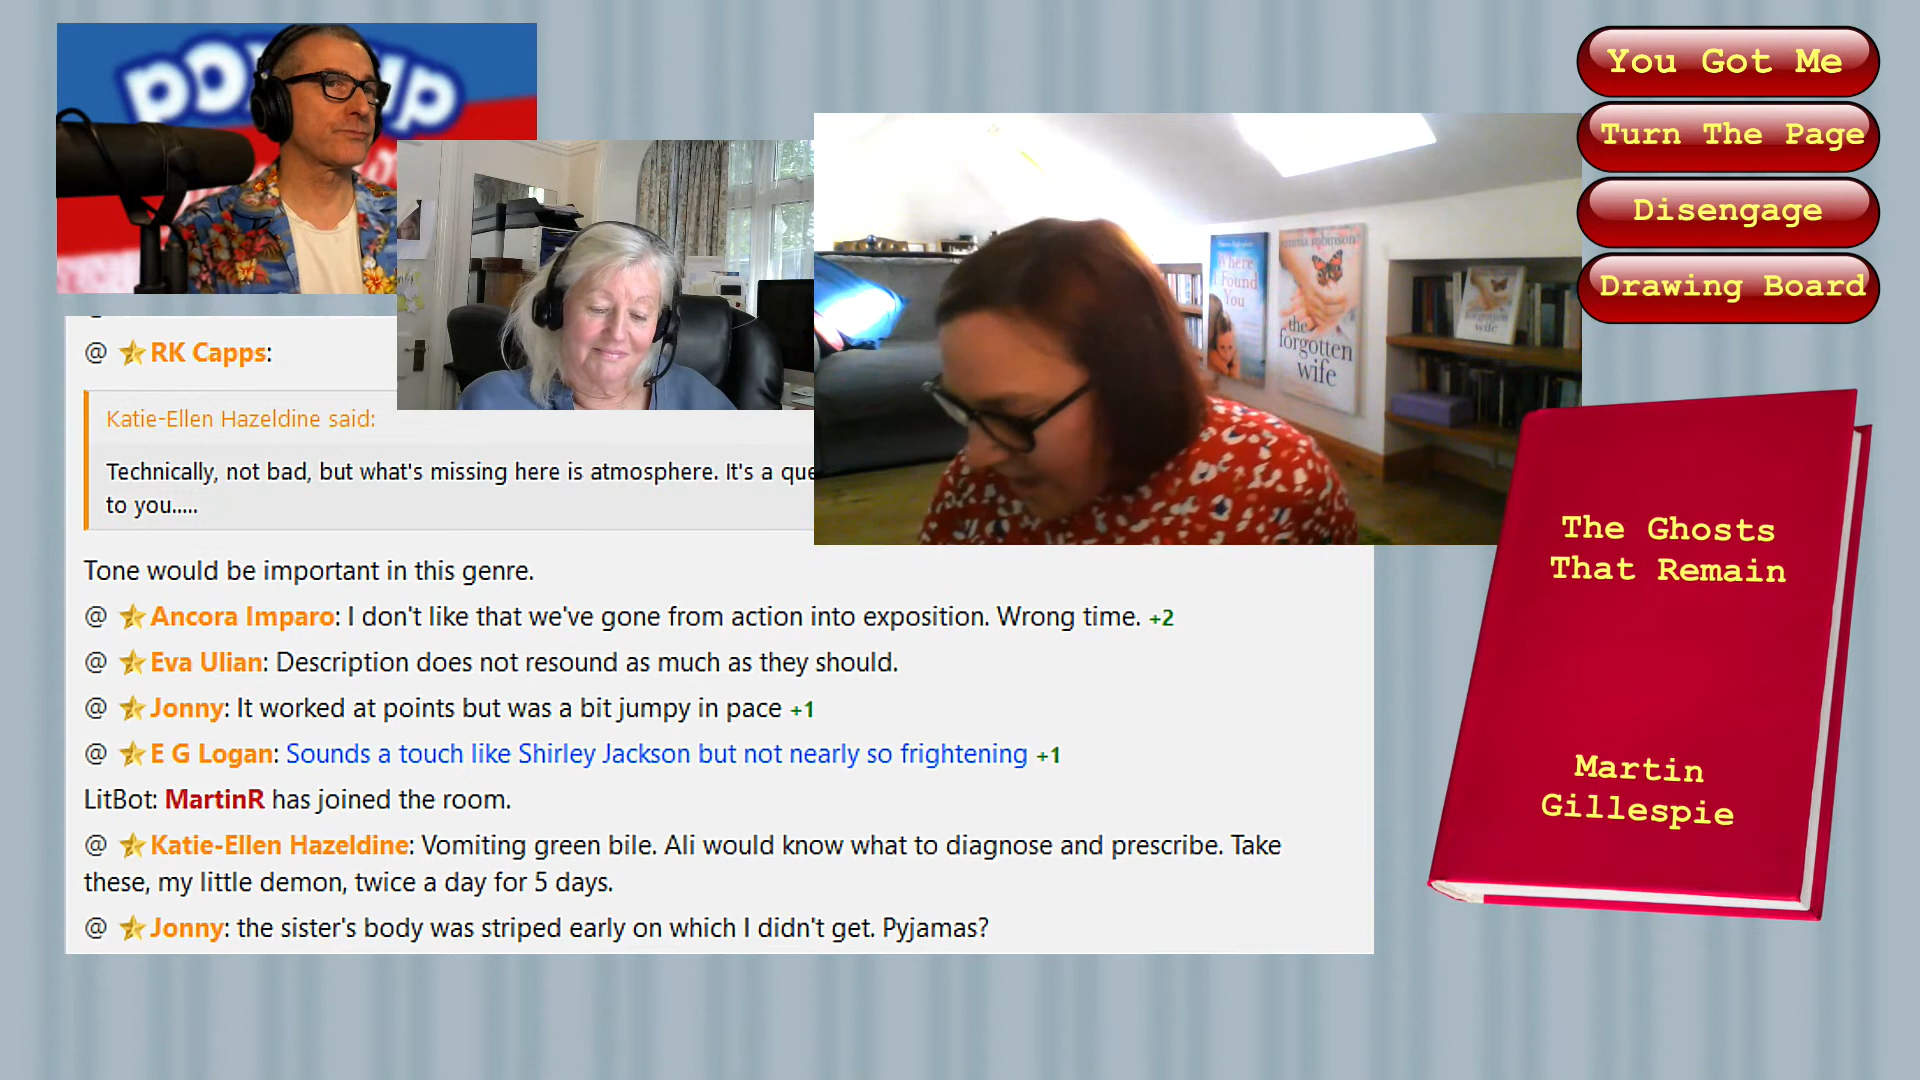 pop up
You Got Me
Turn The Page
Disengage
Drawing Board
Where
I Found
You
emma robinson
the
forgotten
wife
forgotten
wife
@ RK Capps:
Katie-Ellen Hazeldine said:
Technically, not bad, but what's missing here is atmosphere. It's a que
to you.....
Tone would be important in this genre.
@ Ancora Imparo: I don't like that we've gone from action into exposition. Wrong time. +2
@ Eva Ulian: Description does not resound as much as they should.
@ Jonny: It worked at points but was a bit jumpy in pace +1
@ E G Logan: Sounds a touch like Shirley Jackson but not nearly so frightening +1
LitBot: MartinR has joined the room.
@ Katie-Ellen Hazeldine: Vomiting green bile. Ali would know what to diagnose and prescribe. Take
these, my little demon, twice a day for 5 days.
@ Jonny: the sister's body was striped early on which I didn't get. Pyjamas?
The Ghosts
That Remain
Martin
Gillespie